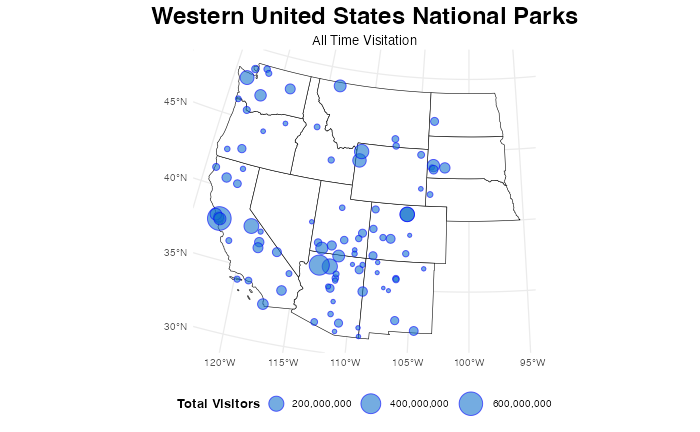 Western United States National Parks
All Time Visitation
45°N
40°N
35°N
30°N
120°W 115°W 110°W 105°W 100°W 95°W
Total Visitors 200,000,000 400,000,000 600,000,000